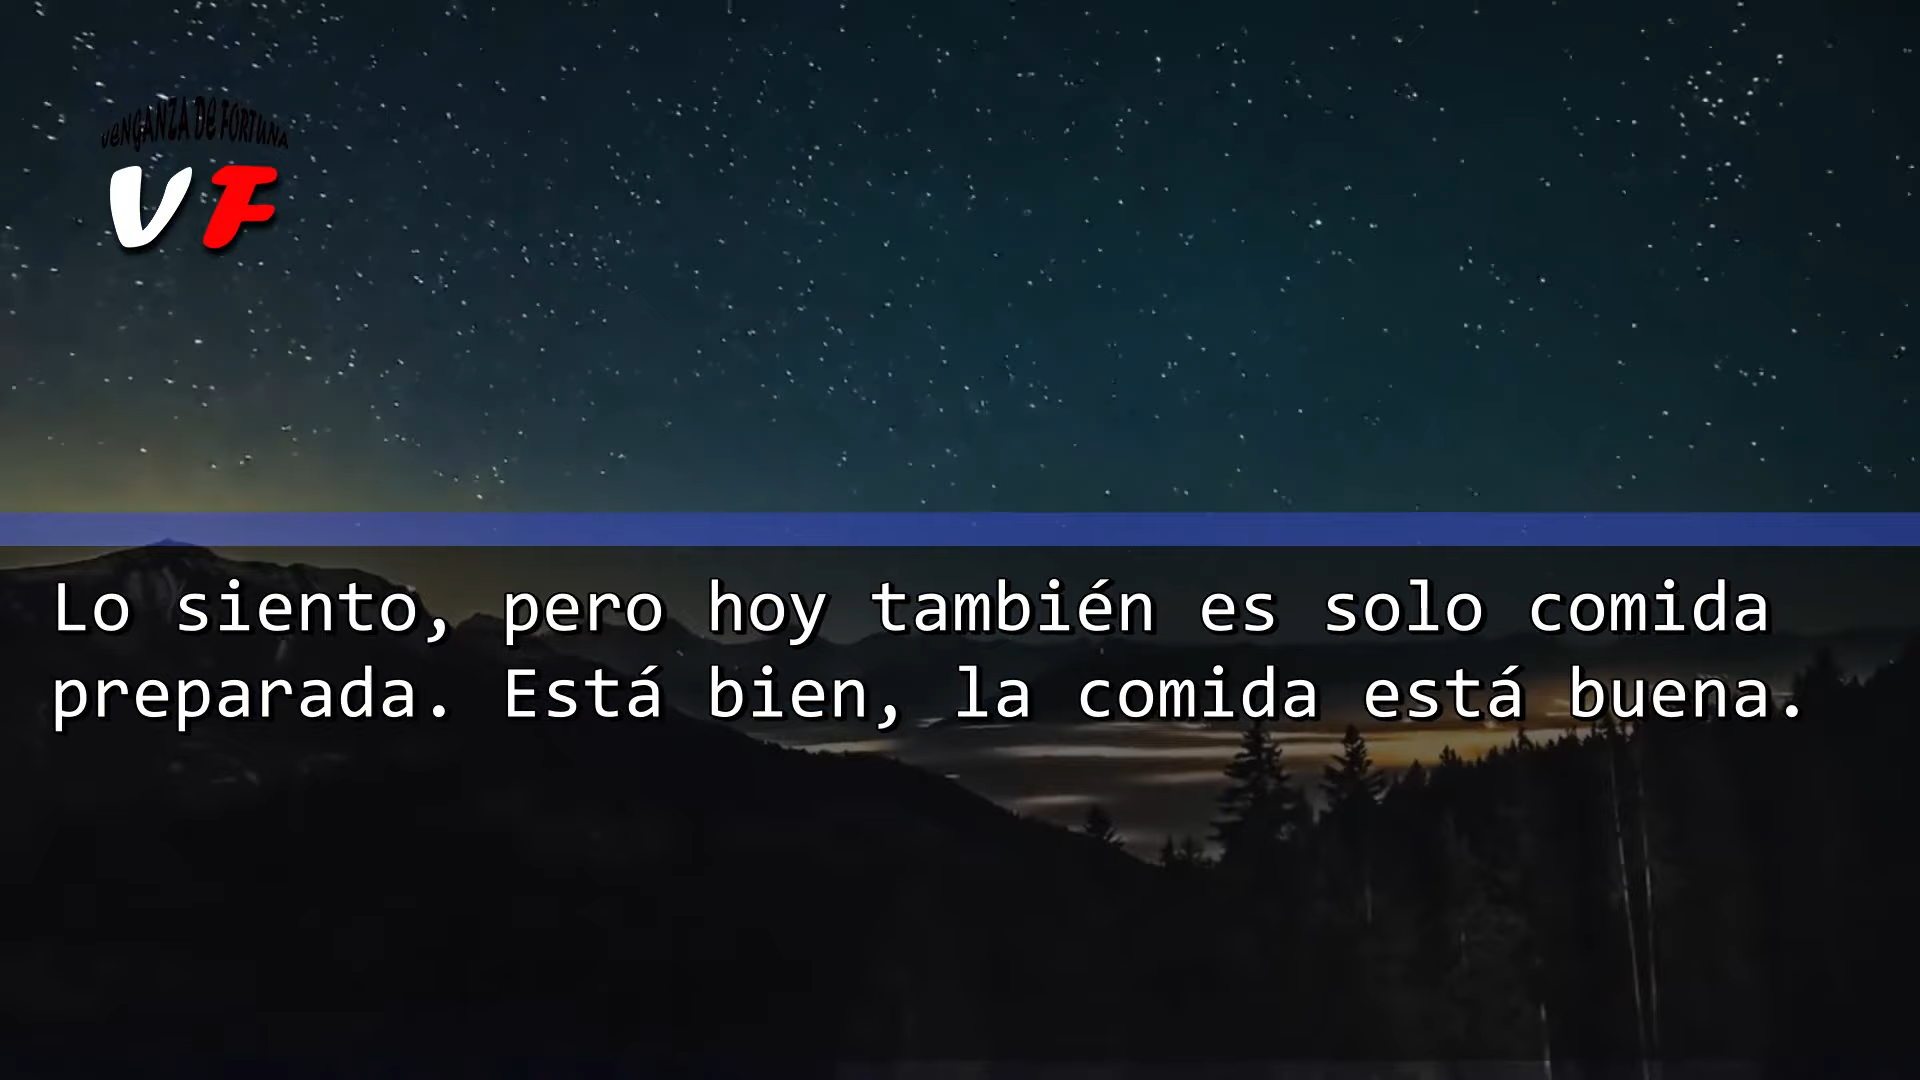 VENGANZA DE FORTUNA
VF
Lo siento, pero hoy también es solo comida
preparada. Está bien, la comida está buena.